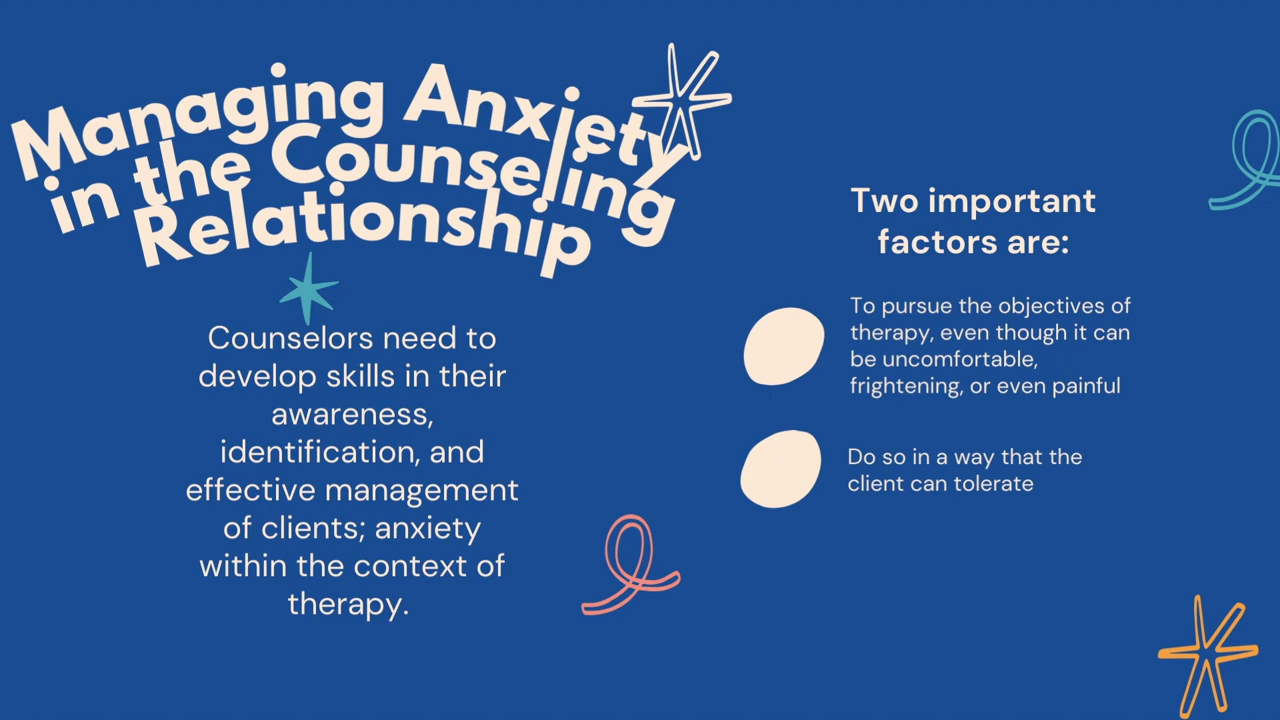 Managing Anxiety
in the Counseling
Relationship
Counselors need to
develop skills in their
awareness,
identification, and
effective management
of clients; anxiety
within the context of
therapy.
Two important
factors are:
To pursue the objectives of
therapy, even though it can
be uncomfortable,
frightening, or even painful
Do so in a way that the
client can tolerate